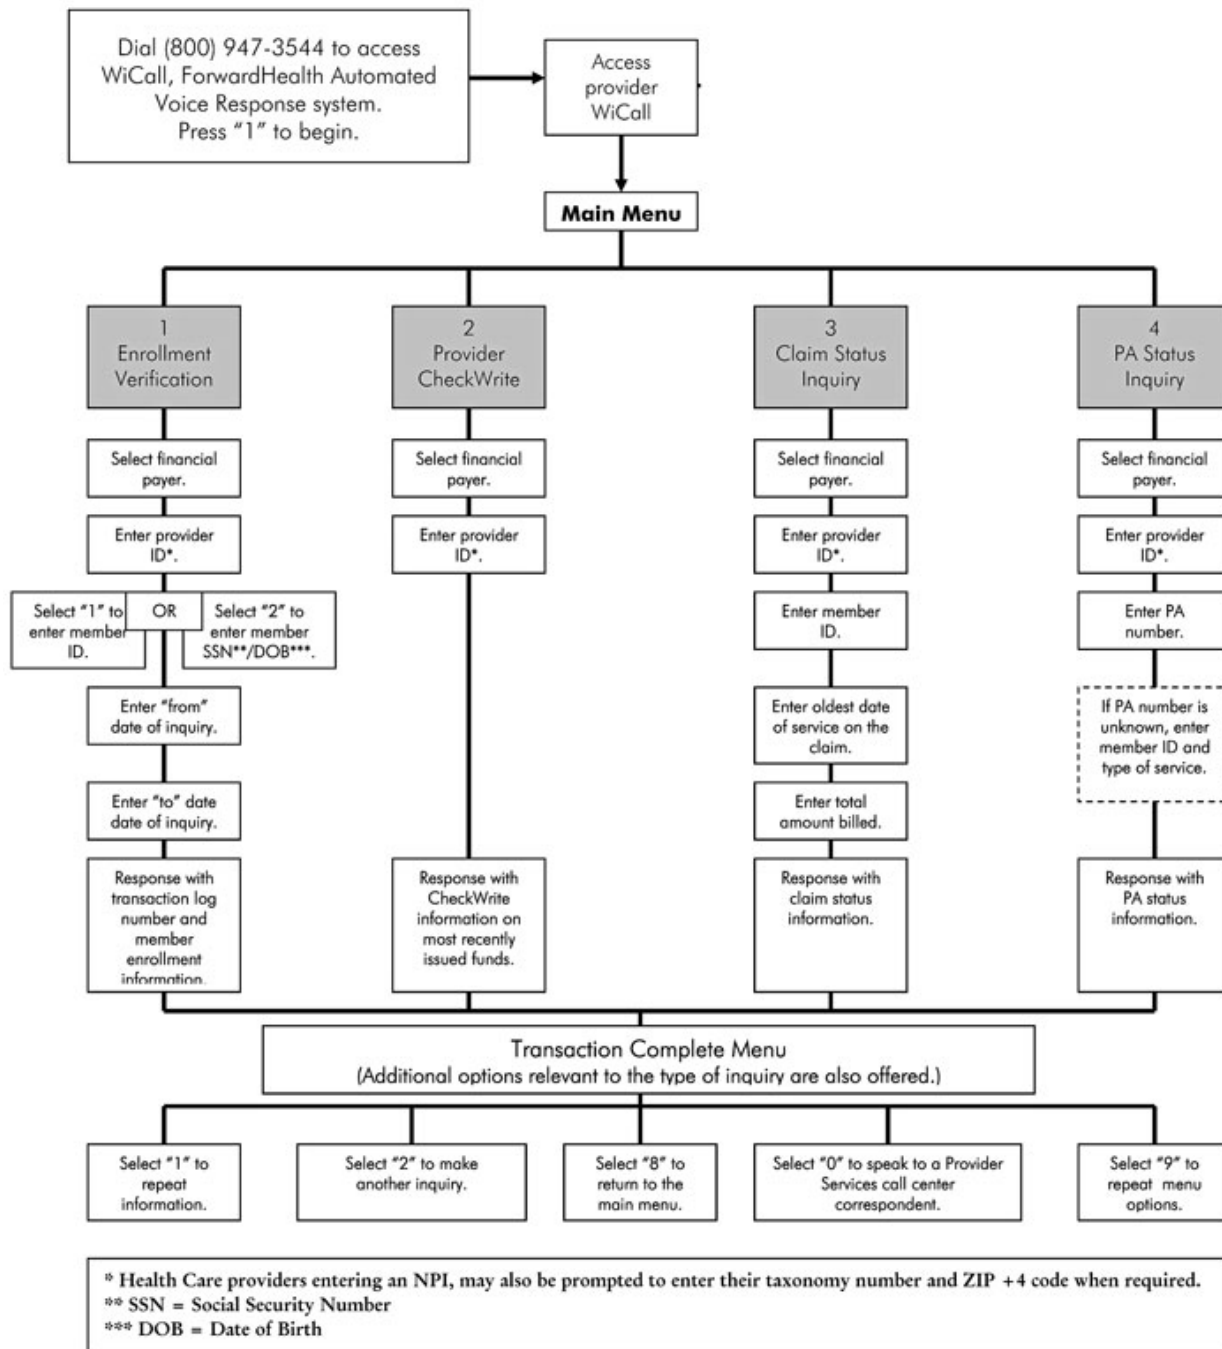 Dial (800) 947-3544 to access
WiCall, ForwardHealth Automated
Voice Response system.
Press "1" to begin.
Access
provider
WiCall
Main Menu
1
Enrollment
Verification
2
Provider
CheckWrite
3
Claim Status
Inquiry
4
PA Status
Inquiry
Select financial
payer.
Select financial
payer.
Select financial
payer.
Select financial
payer.
Enter provider
ID*.
Enter provider
ID*.
Enter provider
ID*.
Enter provider
ID*.
Select "1" to
enter member
ID.
OR
Select "2" to
enter member
SSN**/DOB***.
Enter member
ID.
Enter PA
number.
Enter "from"
date of inquiry.
Enter oldest date
of service on the
claim.
If PA number is
unknown, enter
member ID and
type of service.
Enter "to" date
date of inquiry.
Enter total
amount billed.
Response with
transaction log
number and
member
enrollment
information.
Response with
CheckWrite
information on
most recently
issued funds.
Response with
claim status
information.
Response with
PA status
information.
Transaction Complete Menu
(Additional options relevant to the type of inquiry are also offered.)
Select "1" to
repeat
information.
Select "2" to make
another inquiry.
Select "8" to
return to the
main menu.
Select "0" to speak to a Provider
Services call center
correspondent.
Select "9" to
repeat menu
options.
* Health Care providers entering an NPI, may also be prompted to enter their taxonomy number and ZIP +4 code when required.
** SSN = Social Security Number
*** DOB = Date of Birth